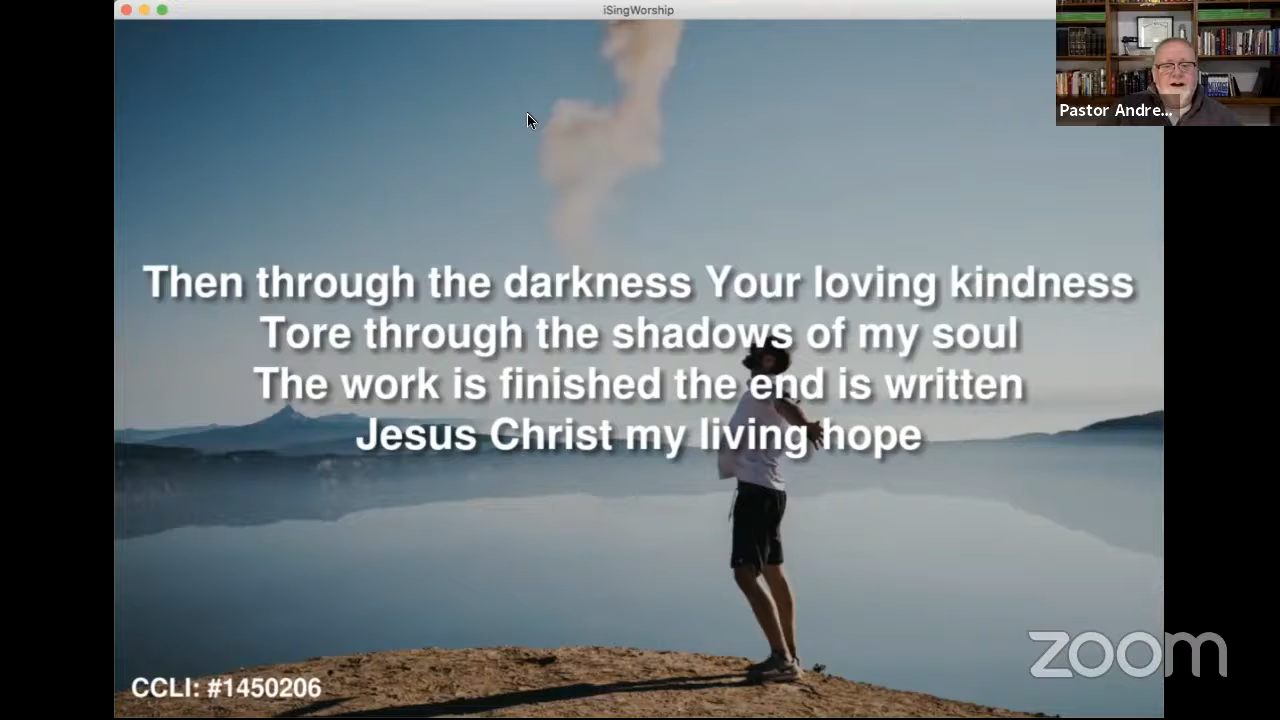 iSingWorship
Pastor Andre...
Then through the darkness Your loving kindness
Tore through the shadows of my soul
The work is finished the end is written
Jesus Christ my living hope
zoom
CCLI: #1450206